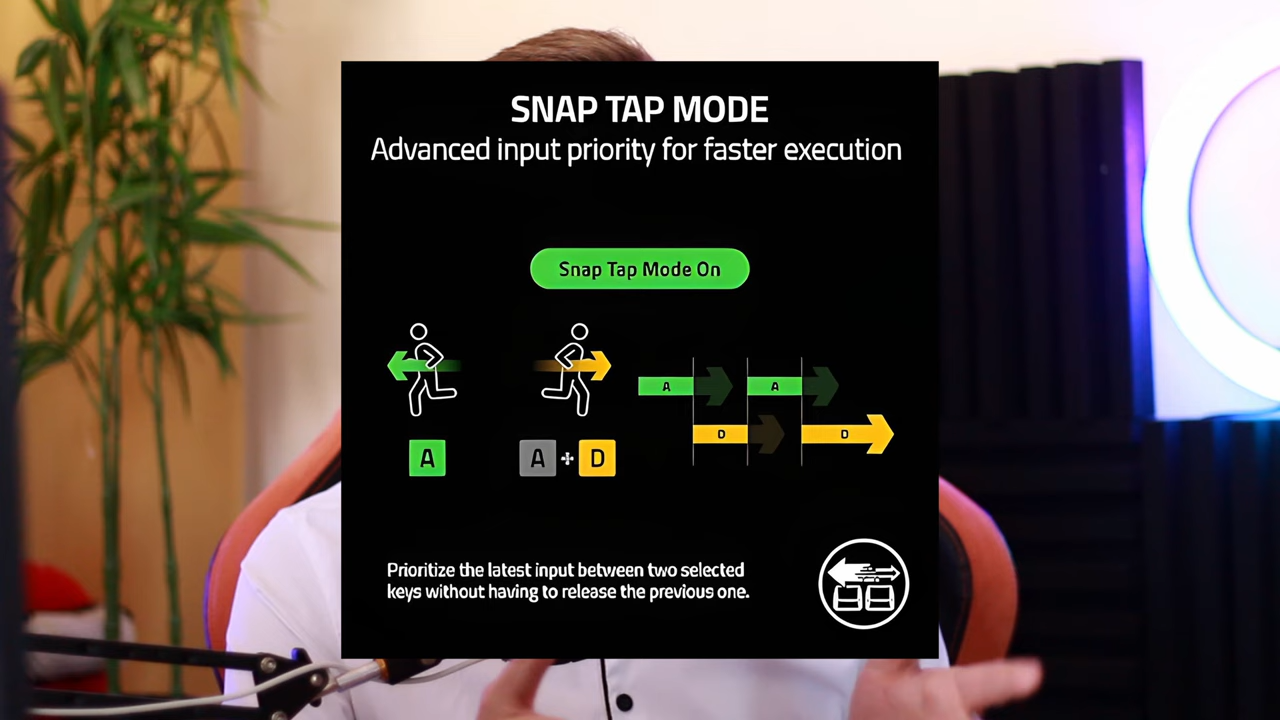 SNAP TAP MODE
Advanced input priority for faster execution
Snap Tap Mode On
A A
D D
A A + D
Prioritize the latest input between two selected
keys without having to release the previous one.